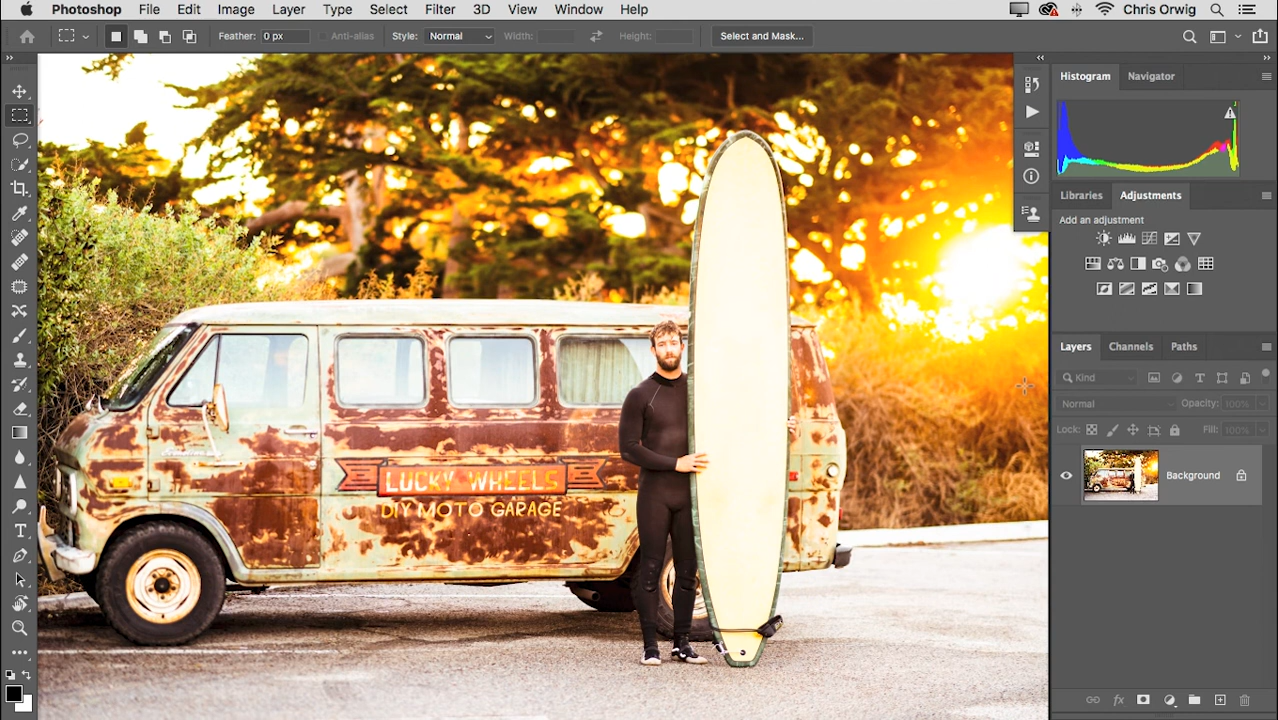 Photoshop File Edit Image Layer Type Select Filter 3D View Window Help Chris Orwig
Feather: 0 px Anti-alias Style: Normal Width: Height: Select and Mask...
Histogram Navigator
Libraries Adjustments
Add an adjustment
Layers Channels Paths
Kind
Normal Opacity: 100%
Lock: Fill: 100%
Background
LUCKY WHEELS
DIY MOTO GARAGE